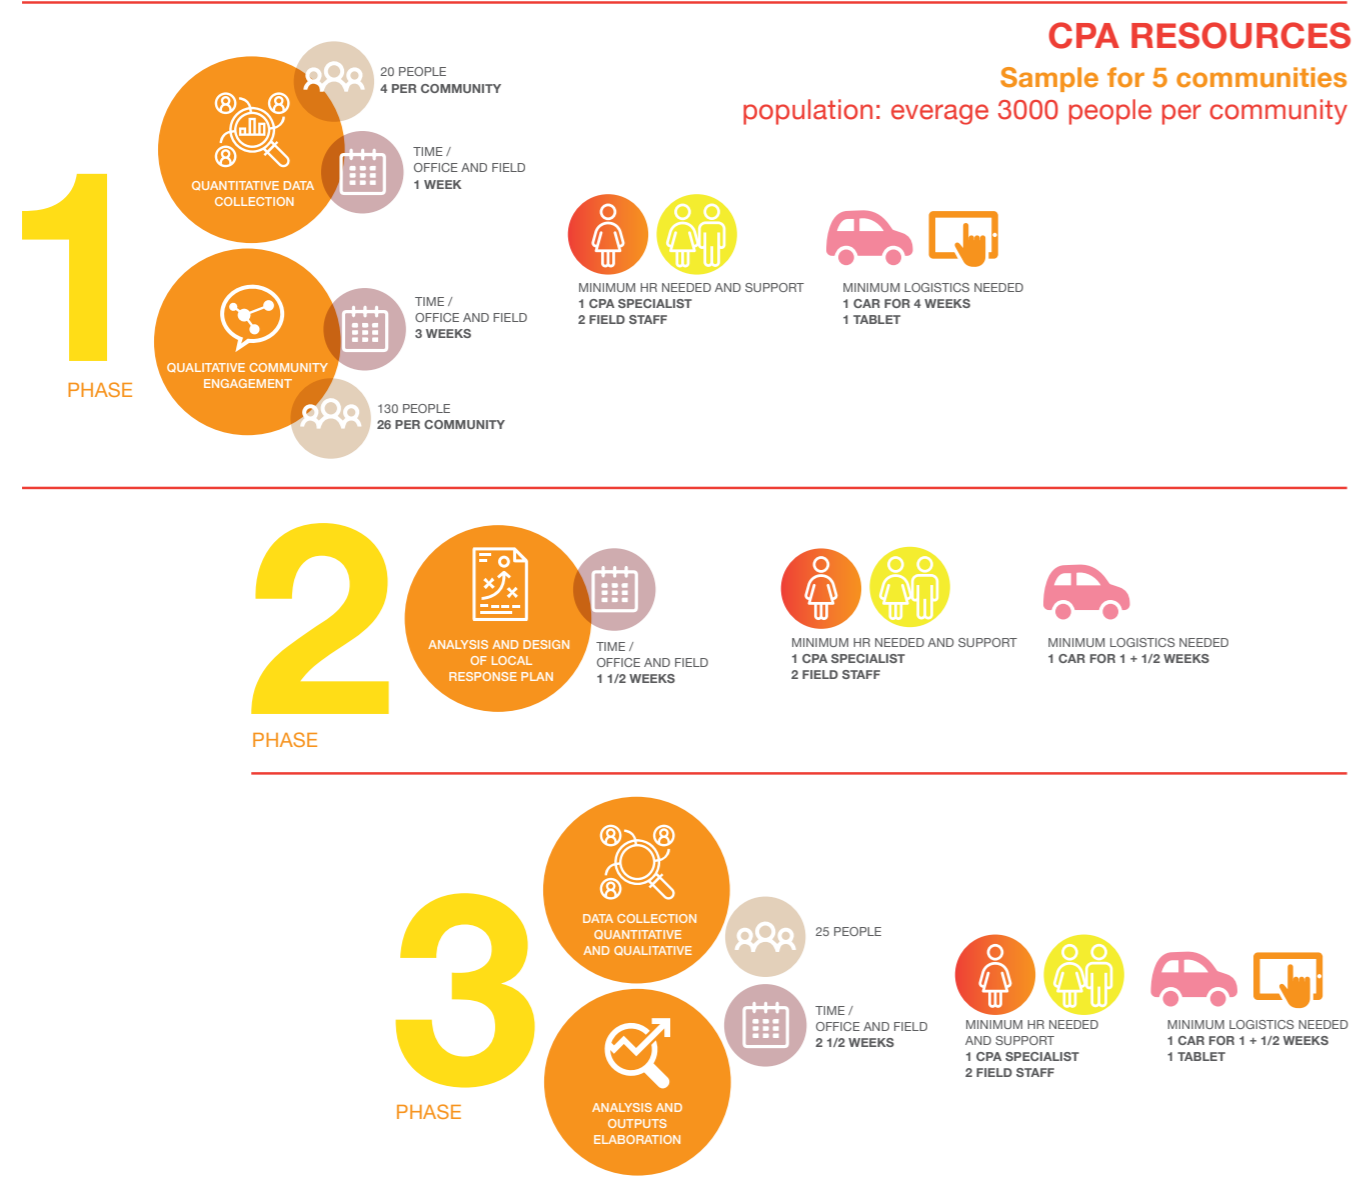 CPA RESOURCES
Sample for 5 communities
population: everage 3000 people per community
1
PHASE
QUANTITATIVE DATA
COLLECTION
20 PEOPLE
4 PER COMMUNITY
TIME /
OFFICE AND FIELD
1 WEEK
QUALITATIVE COMMUNITY
ENGAGEMENT
TIME /
OFFICE AND FIELD
3 WEEKS
130 PEOPLE
26 PER COMMUNITY
MINIMUM HR NEEDED AND SUPPORT
1 CPA SPECIALIST
2 FIELD STAFF
MINIMUM LOGISTICS NEEDED
1 CAR FOR 4 WEEKS
1 TABLET
2
PHASE
ANALYSIS AND DESIGN
OF LOCAL
RESPONSE PLAN
TIME /
OFFICE AND FIELD
1 1/2 WEEKS
MINIMUM HR NEEDED AND SUPPORT
1 CPA SPECIALIST
2 FIELD STAFF
MINIMUM LOGISTICS NEEDED
1 CAR FOR 1 + 1/2 WEEKS
3
PHASE
DATA COLLECTION
QUANTITATIVE
AND QUALITATIVE
25 PEOPLE
ANALYSIS AND
OUTPUTS
ELABORATION
TIME /
OFFICE AND FIELD
2 1/2 WEEKS
MINIMUM HR NEEDED
AND SUPPORT
1 CPA SPECIALIST
2 FIELD STAFF
MINIMUM LOGISTICS NEEDED
1 CAR FOR 1 + 1/2 WEEKS
1 TABLET